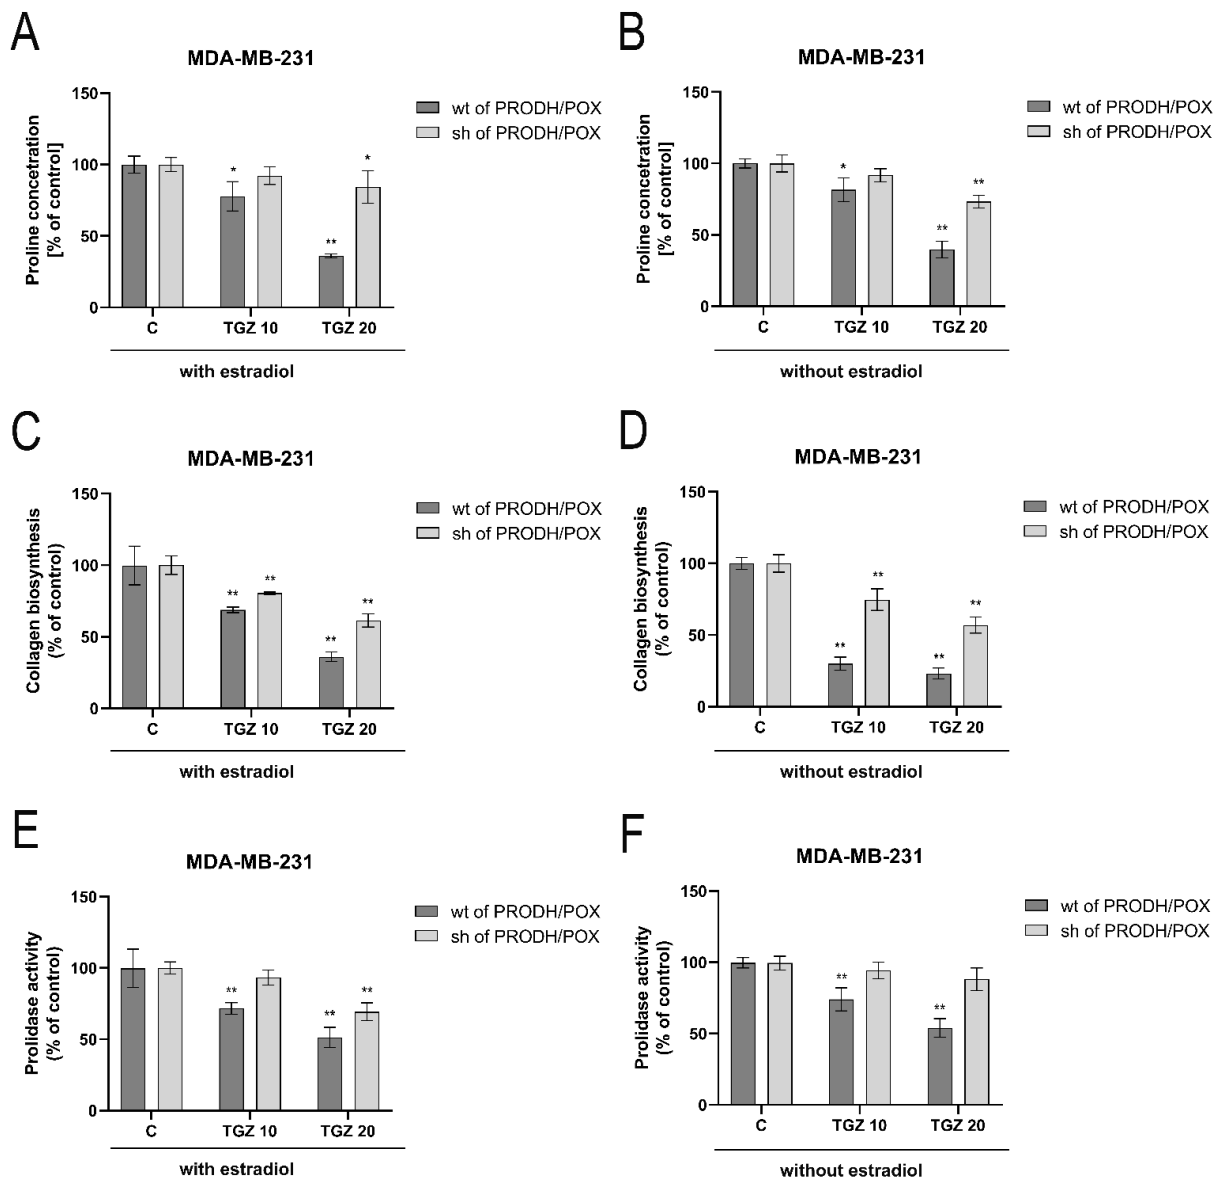 A
MDA-MB-231
Proline concetration
[% of control]
150
100
50
0
*
**
*
C
TGZ 10
TGZ 20
with estradiol
wt of PRODH/POX
sh of PRODH/POX
B
MDA-MB-231
Proline concentration
[% of control]
150
100
50
0
*
**
**
C
TGZ 10
TGZ 20
without estradiol
wt of PRODH/POX
sh of PRODH/POX
C
MDA-MB-231
Collagen biosynthesis
(% of control)
150
100
50
0
**
**
**
**
C
TGZ 10
TGZ 20
with estradiol
wt of PRODH/POX
sh of PRODH/POX
D
MDA-MB-231
Collagen biosynthesis
(% of control)
150
100
50
0
**
**
**
**
C
TGZ 10
TGZ 20
without estradiol
wt of PRODH/POX
sh of PRODH/POX
E
MDA-MB-231
Prolidase activity
(% of control)
150
100
50
0
**
**
**
C
TGZ 10
TGZ 20
with estradiol
wt of PRODH/POX
sh of PRODH/POX
F
MDA-MB-231
Prolidase activity
(% of control)
150
100
50
0
**
**
C
TGZ 10
TGZ 20
without estradiol
wt of PRODH/POX
sh of PRODH/POX